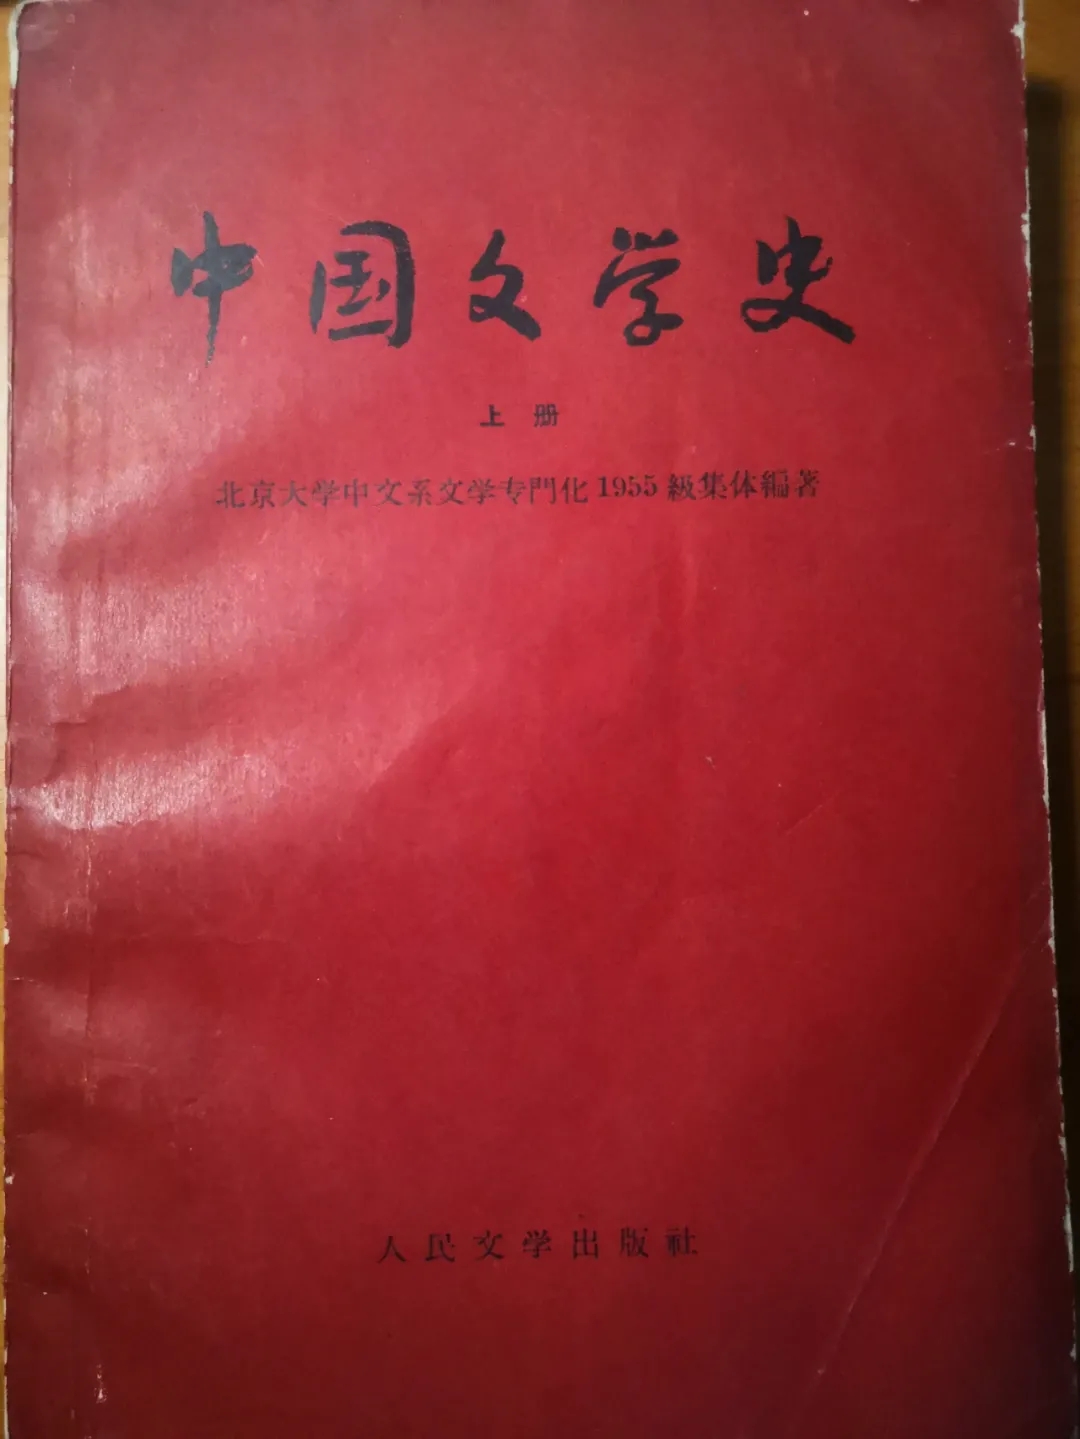 中国文学史
上册
北京大学中文系文学专門化1955級集体編著
人民文学出版社